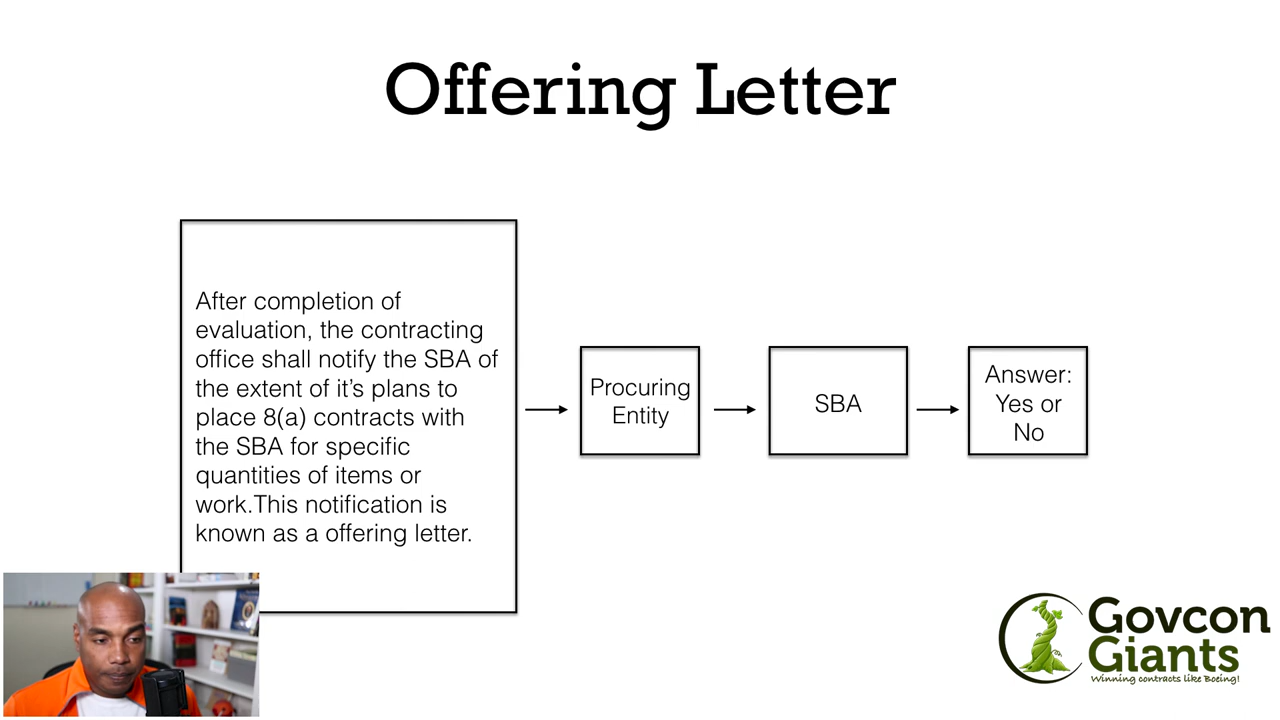 Offering Letter
After completion of
evaluation, the contracting
office shall notify the SBA of
the extent of it's plans to
place 8(a) contracts with
the SBA for specific
quantities of items or
work.This notification is
known as a offering letter.
Procuring
Entity
SBA
Answer:
Yes or
No
Govcon
Giants
Winning contracts like Boeing!